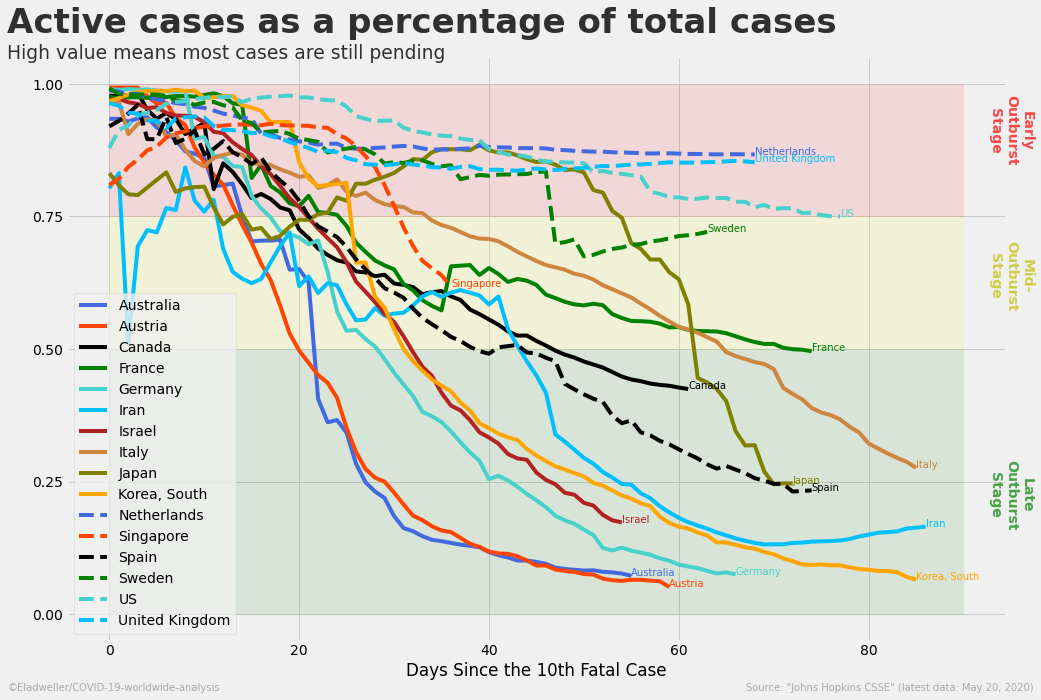 Active cases as a percentage of total cases
High value means most cases are still pending
1.00
0.75
0.50
0.25
0.00
Early
Outburst
Stage
Mid-
Outburst
Stage
Late
Outburst
Stage
Netherlands
United Kingdom
US
Sweden
Singapore
France
Canada
Italy
Japan
Spain
Israel
Iran
Australia
Austria
Germany
Korea, South
Australia
Austria
Canada
France
Germany
Iran
Israel
Italy
Japan
Korea, South
Netherlands
Singapore
Spain
Sweden
US
United Kingdom
0
20
40
60
80
Days Since the 10th Fatal Case
©Eladweller/COVID-19-worldwide-analysis
Source: "Johns Hopkins CSSE" (latest data: May 20, 2020)